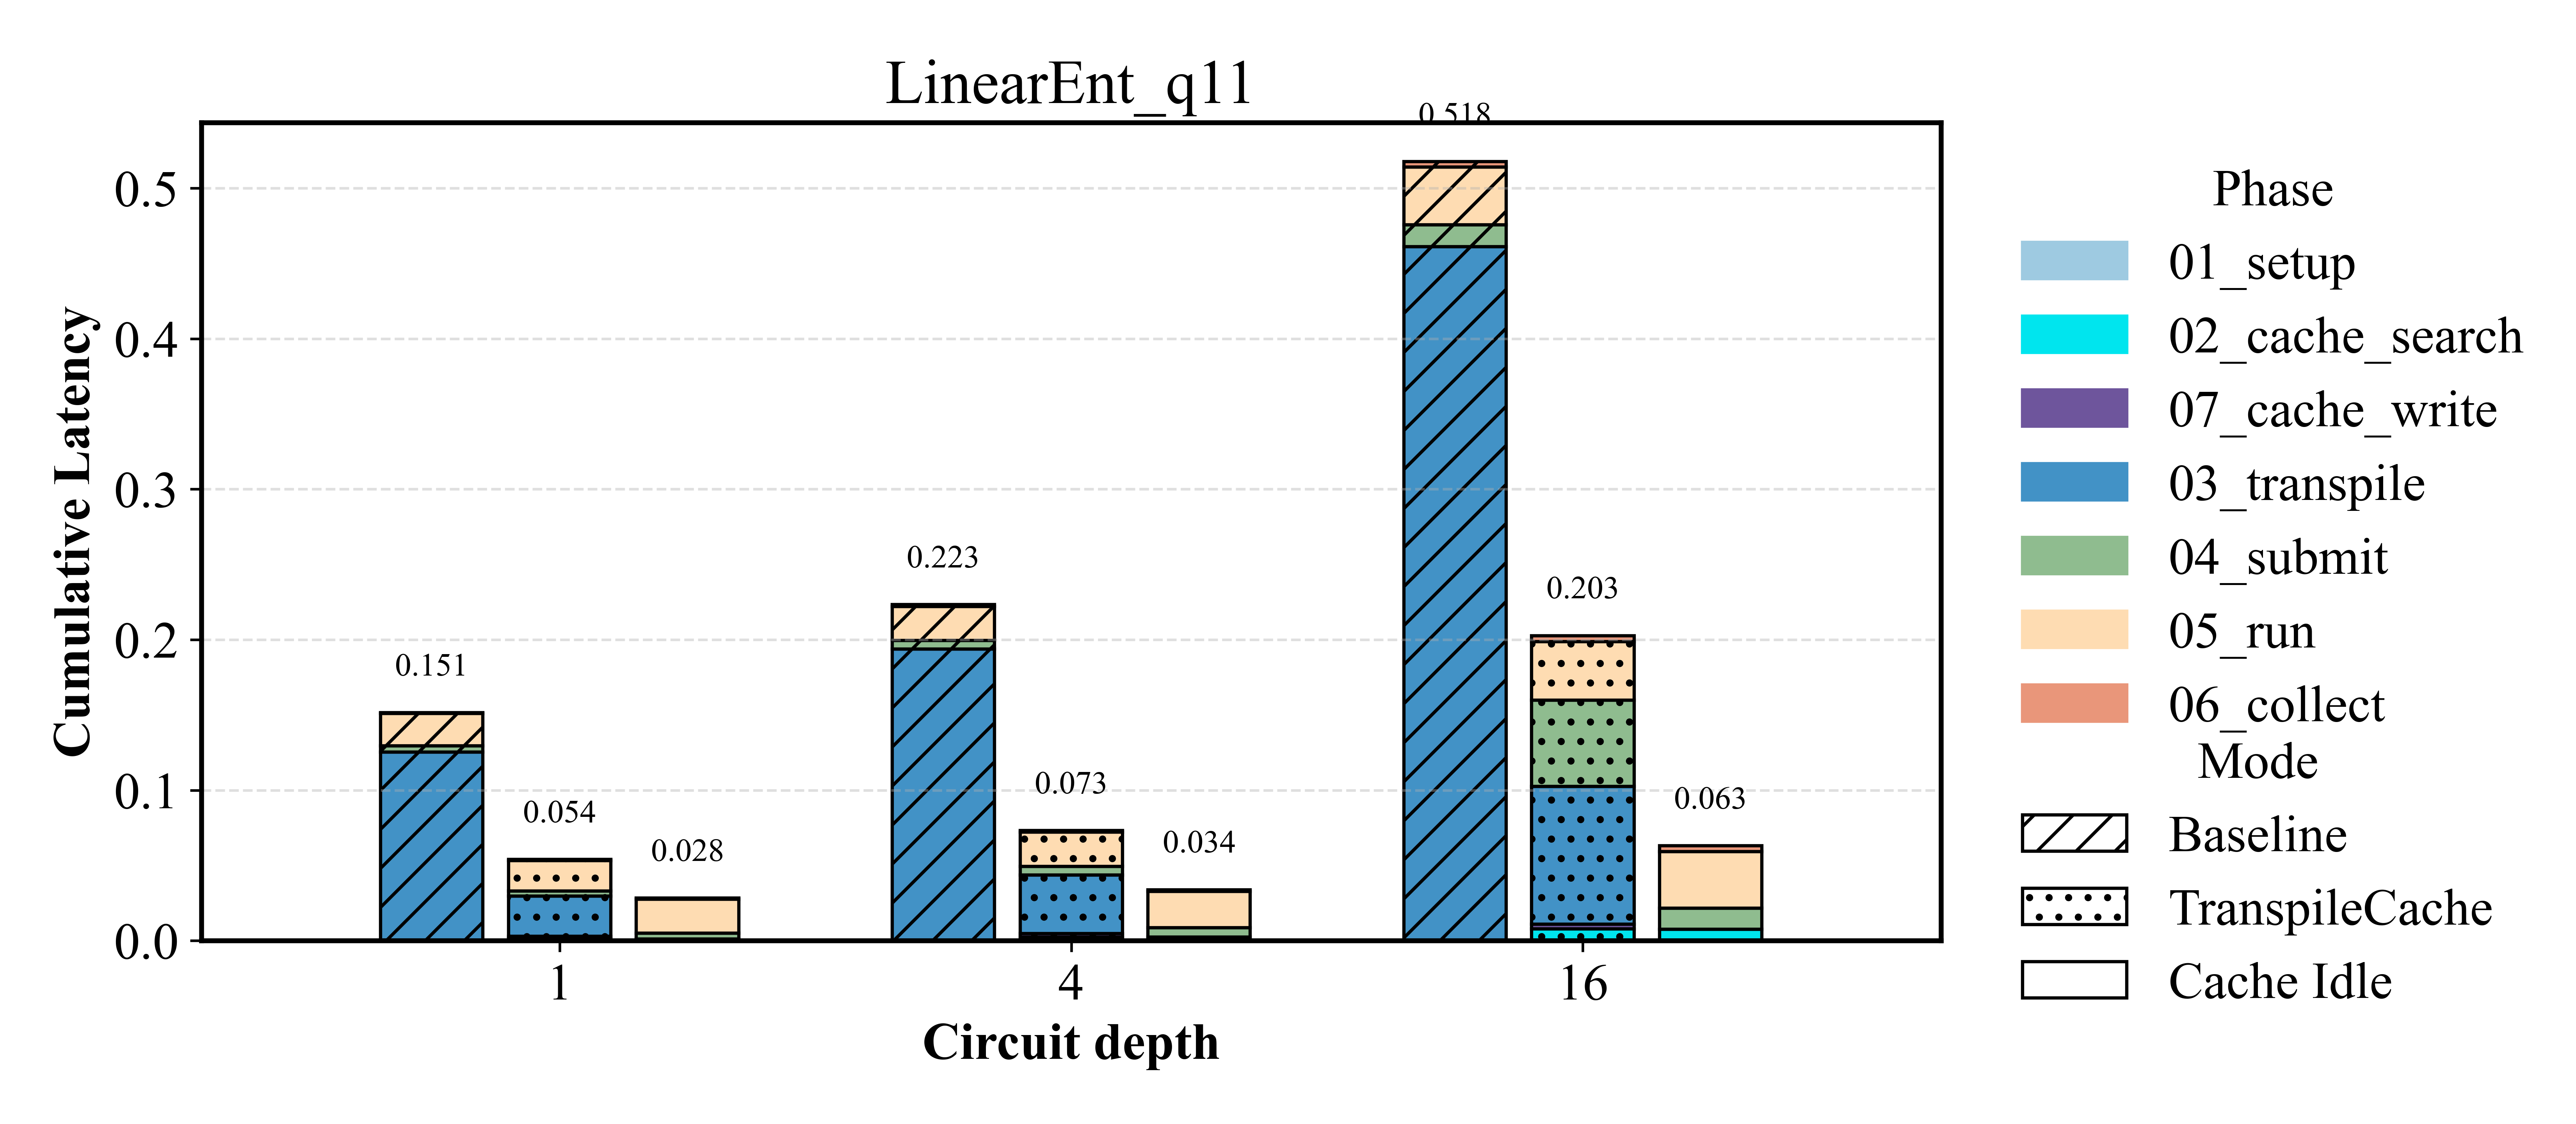 LinearEnt_q11
Cumulative Latency
0.5
0.4
0.3
0.2
0.1
0.0
0.151
0.054
0.028
0.223
0.073
0.034
0.518
0.203
0.063
1
4
16
Circuit depth
Phase
01_setup
02_cache_search
07_cache_write
03_transpile
04_submit
05_run
06_collect
Mode
Baseline
TranspileCache
Cache Idle